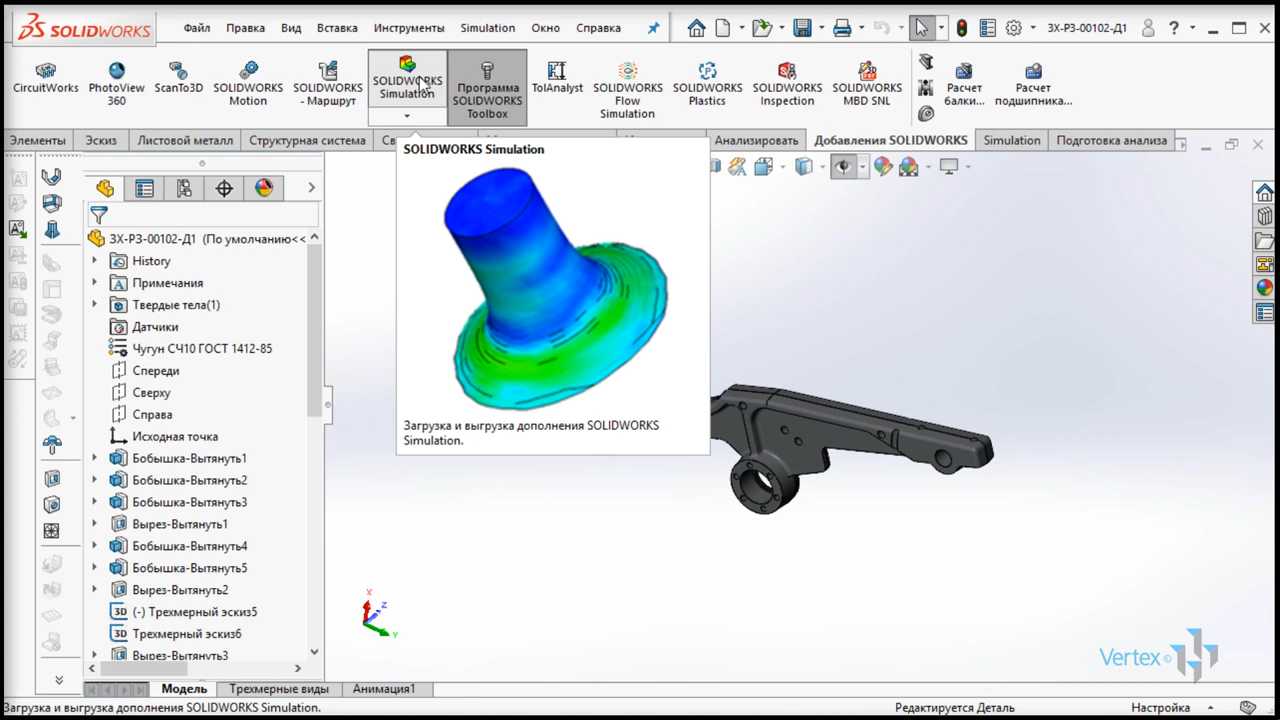 SOLIDWORKS
Файл
Правка
Вид
Вставка
Инструменты
Simulation
Окно
Справка
ЗХ-РЗ-00102-Д1
?
CircuitWorks
PhotoView
360
ScanTo3D
SOLIDWORKS
Motion
SOLIDWORKS
- Маршрут
SOLIDWORKS
Simulation
Программа
SOLIDWORKS
Toolbox
TolAnalyst
SOLIDWORKS
Flow
Simulation
SOLIDWORKS
Plastics
SOLIDWORKS
Inspection
SOLIDWORKS
MBD SNL
Расчет
балки...
Расчет
подшипника...
Элементы
Эскиз
Листовой металл
Структурная система
Анализировать
Добавления SOLIDWORKS
Simulation
Подготовка анализа
SOLIDWORKS Simulation
Загрузка и выгрузка дополнения SOLIDWORKS
Simulation.
ЗХ-РЗ-00102-Д1 (По умолчанию<<
History
Примечания
Твердые тела(1)
Датчики
Чугун СЧ10 ГОСТ 1412-85
Спереди
Сверху
Справа
Исходная точка
Бобышка-Вытянуть1
Бобышка-Вытянуть2
Бобышка-Вытянуть3
Вырез-Вытянуть1
Бобышка-Вытянуть4
Бобышка-Вытянуть5
Вырез-Вытянуть2
3D (-) Трехмерный эскиз5
3D Трехмерный эскиз6
Вырез-Вытянуть3
X
Z
Y
Vertex©
Модель
Трехмерные виды
Анимация1
Загрузка и выгрузка дополнения SOLIDWORKS Simulation.
Редактируется Деталь
Настройка